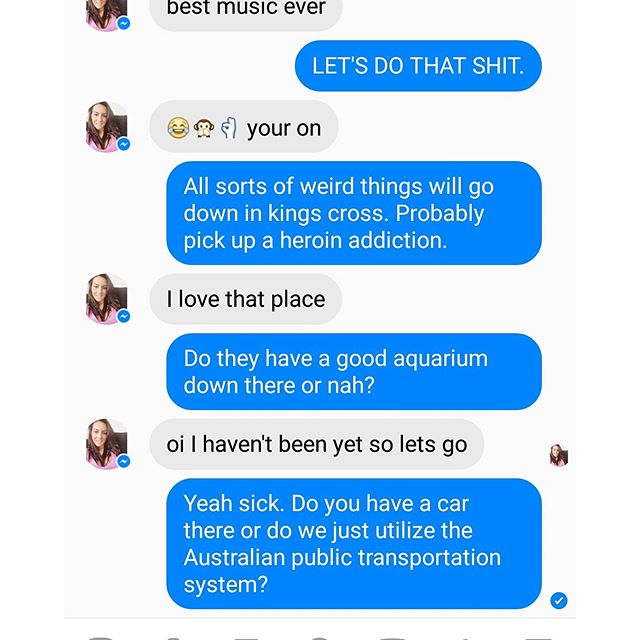 best music ever
LET'S DO THAT SHIT.
😂🙊👌 your on
All sorts of weird things will go
down in kings cross. Probably
pick up a heroin addiction.
I love that place
Do they have a good aquarium
down there or nah?
oi I haven't been yet so lets go
Yeah sick. Do you have a car
there or do we just utilize the
Australian public transportation
system?